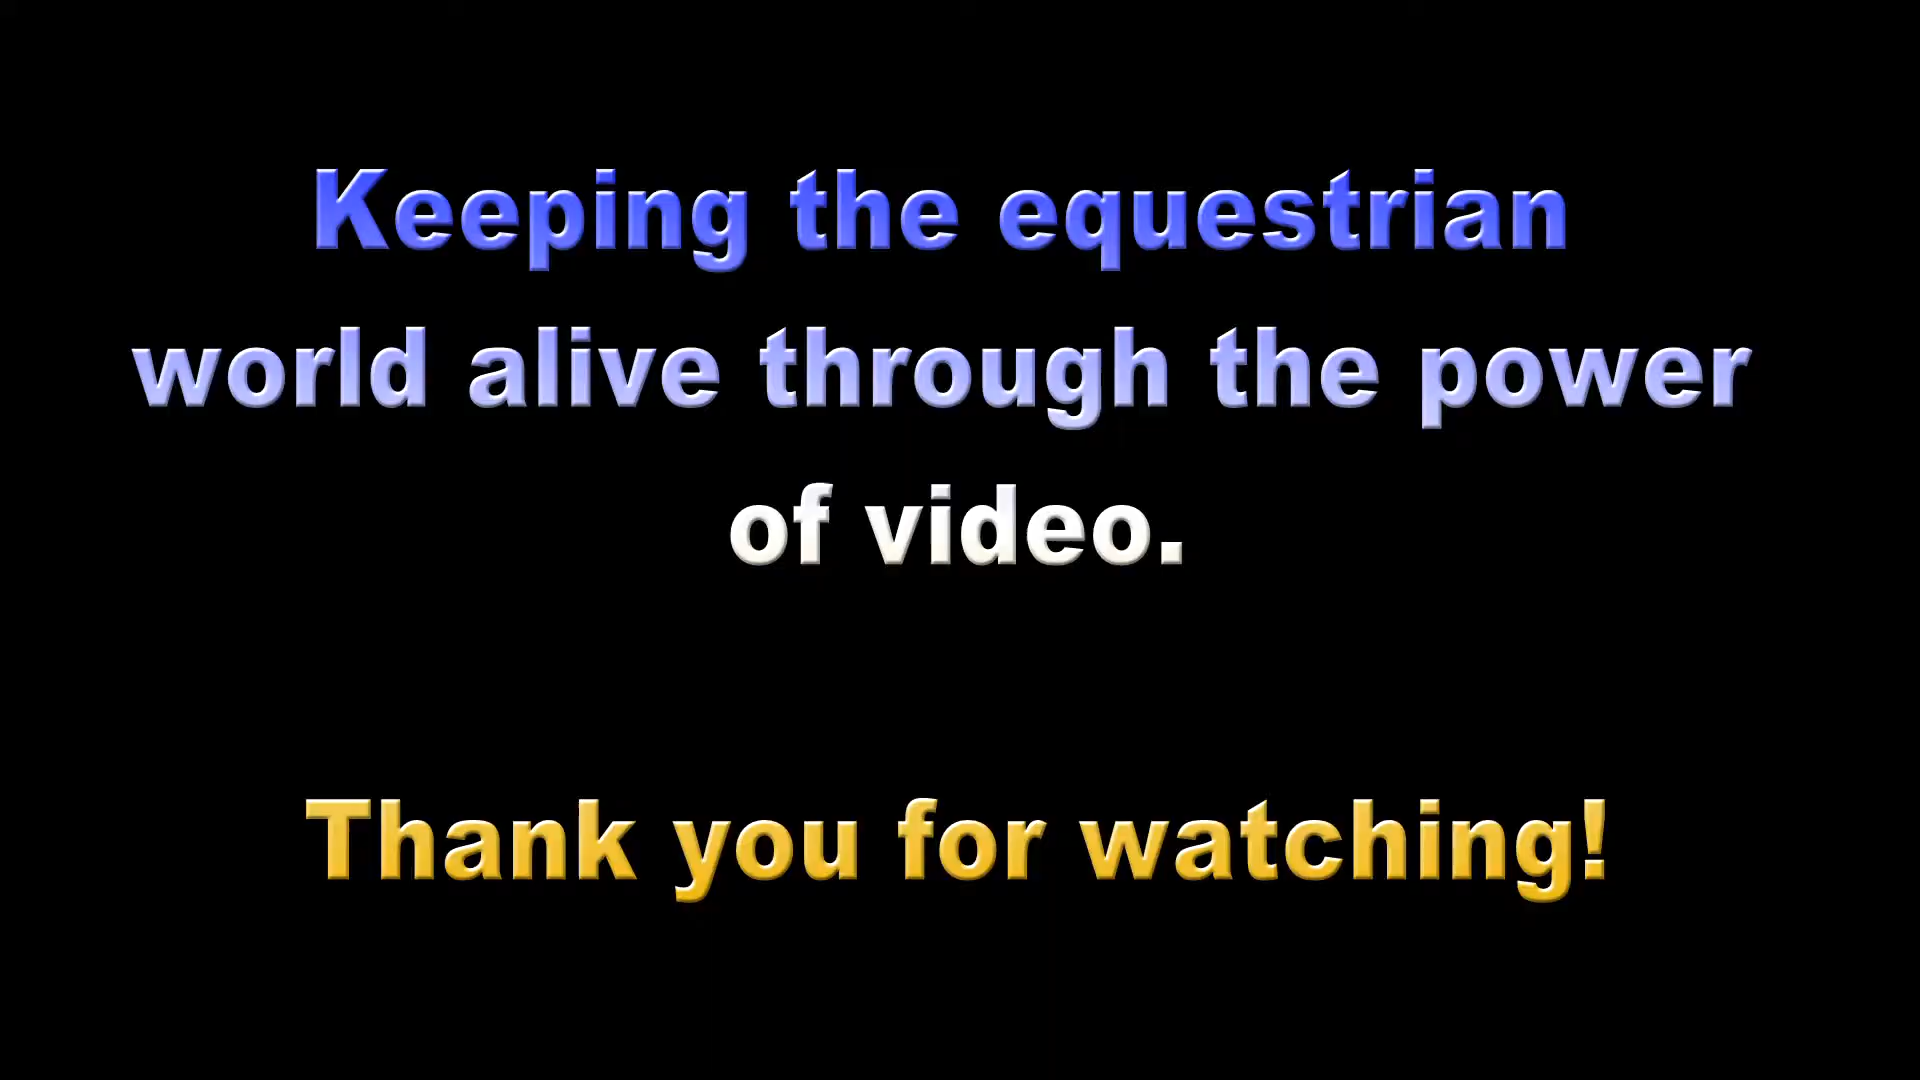 Keeping the equestrian
world alive through the power
of video.
Thank you for watching!